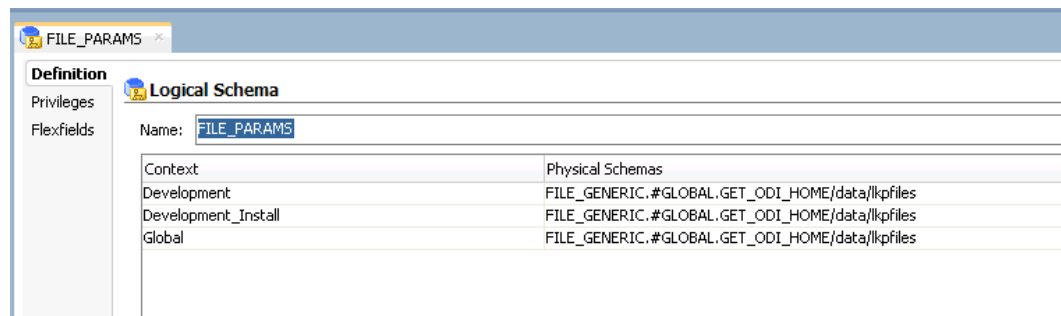 FILE_PARAMS
Definition
Privileges
Flexfields
Logical Schema
Name: FILE_PARAMS
Context Physical Schemas
Development FILE_GENERIC.#GLOBAL.GET_ODI_HOME/data/lkpfiles
Development_Install FILE_GENERIC.#GLOBAL.GET_ODI_HOME/data/lkpfiles
Global FILE_GENERIC.#GLOBAL.GET_ODI_HOME/data/lkpfiles